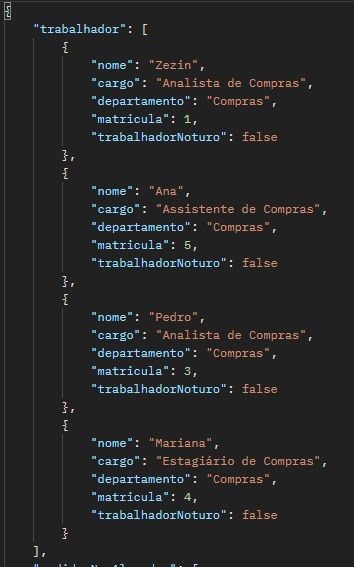 {
"trabalhador": [
{
"nome": "Zezin",
"cargo": "Analista de Compras",
"departamento": "Compras",
"matricula": 1,
"trabalhadorNoturo": false
},
{
"nome": "Ana",
"cargo": "Assistente de Compras",
"departamento": "Compras",
"matricula": 5,
"trabalhadorNoturo": false
},
{
"nome": "Pedro",
"cargo": "Analista de Compras",
"departamento": "Compras",
"matricula": 3,
"trabalhadorNoturo": false
},
{
"nome": "Mariana",
"cargo": "Estagiário de Compras",
"departamento": "Compras",
"matricula": 4,
"trabalhadorNoturo": false
}
],